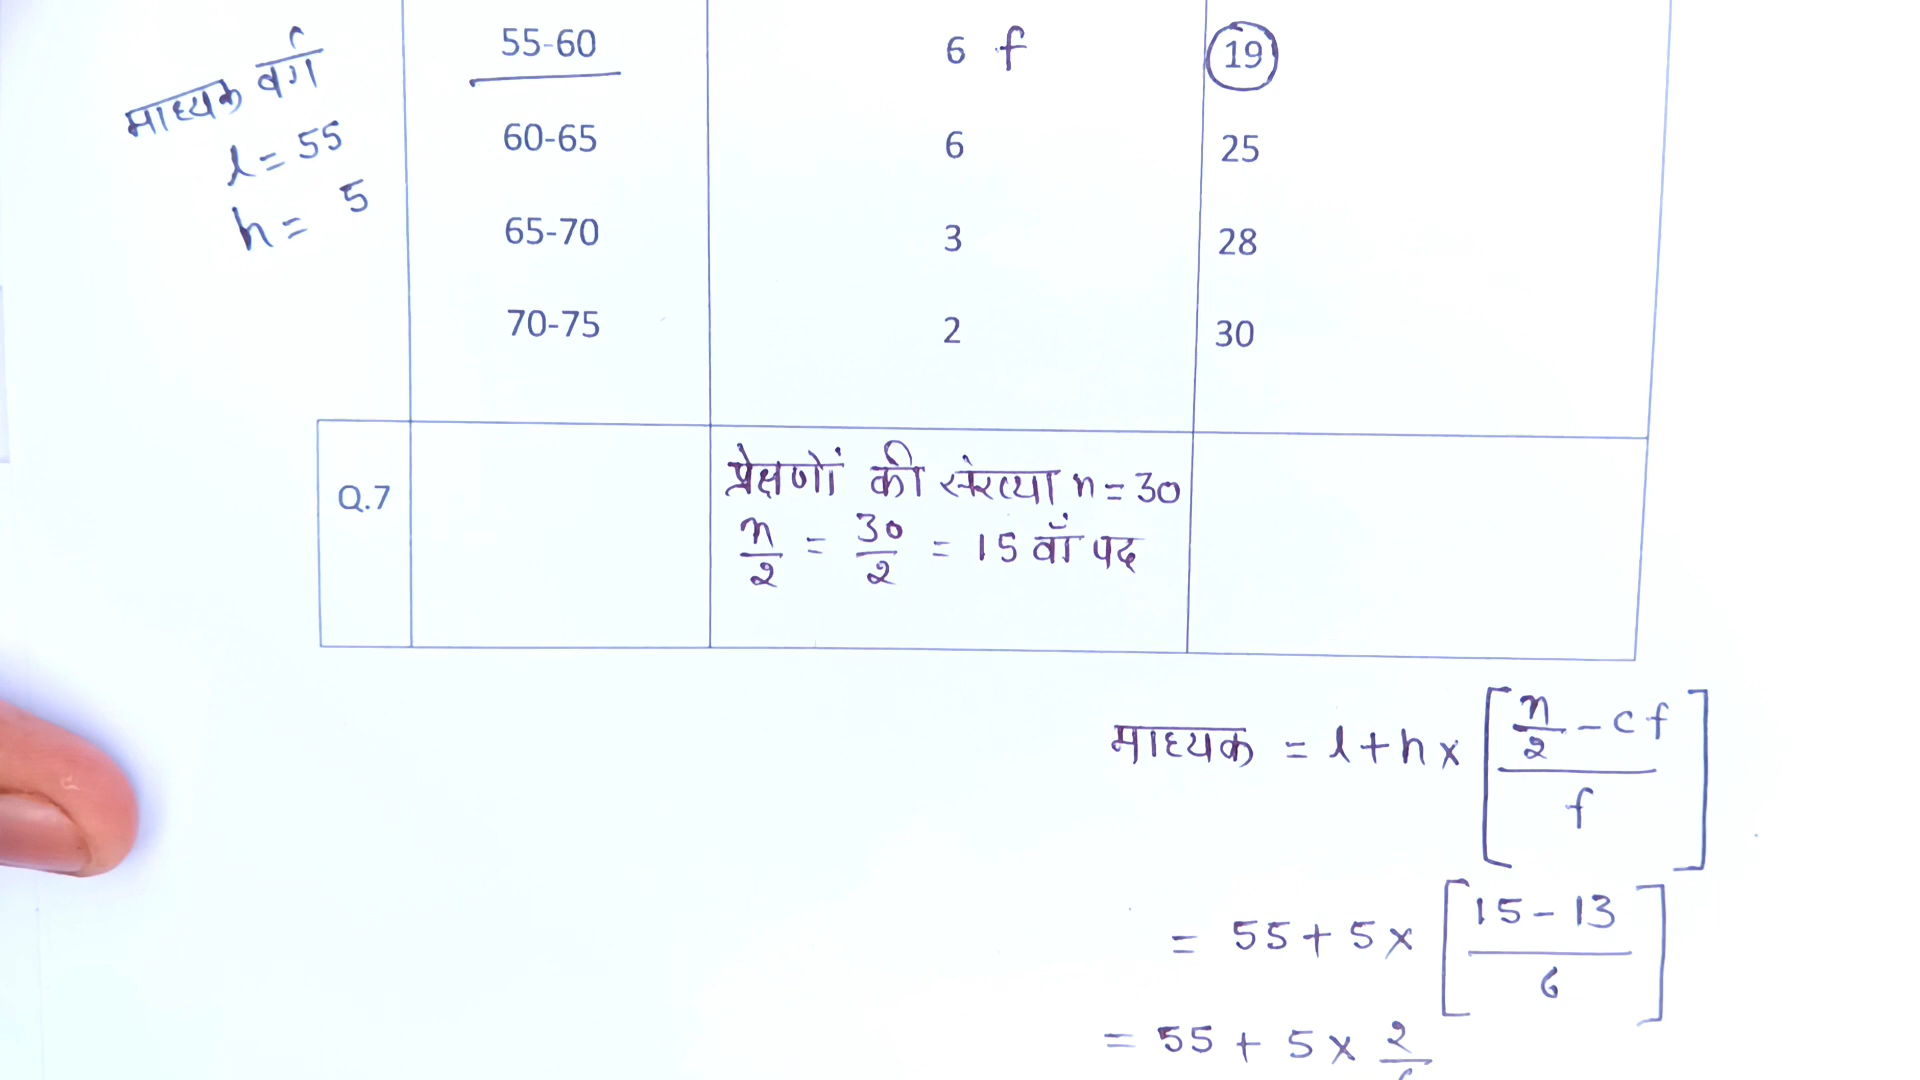 55-60 6 f 19
माध्यक वर्ग
l = 55
60-65 6 25
h = 5
65-70 3 28
70-75 2 30
Q.7
प्रेक्षणों की संख्या n = 30
n/2 = 30/2 = 15 वाँ पद
माध्यक = l + h × [ (n/2 - cf) / f ]
= 55 + 5 × [ (15 - 13) / 6 ]
= 55 + 5 × 2/